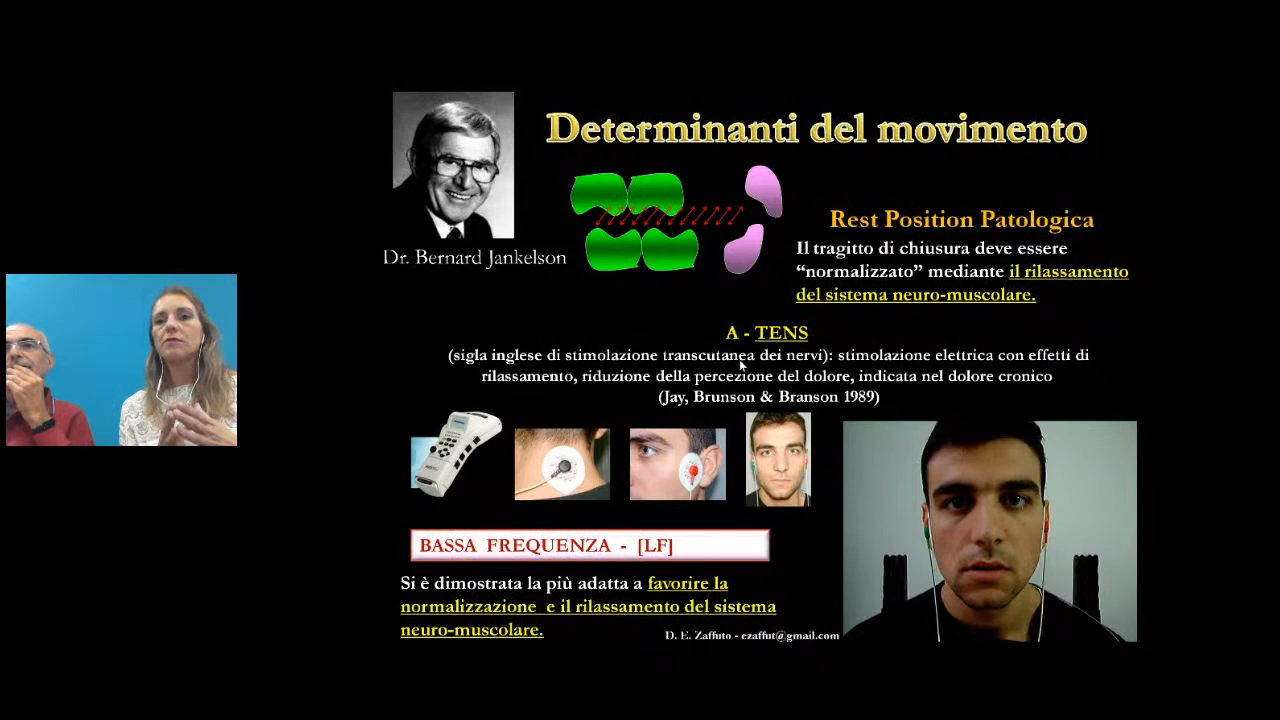 Determinanti del movimento
Dr. Bernard Jankelson
Rest Position Patologica
Il tragitto di chiusura deve essere
“normalizzato” mediante il rilassamento
del sistema neuro-muscolare.
A - TENS
(sigla inglese di stimolazione transcutanea dei nervi): stimolazione elettrica con effetti di
rilassamento, riduzione della percezione del dolore, indicata nel dolore cronico
(Jay, Brunson & Branson 1989)
BASSA FREQUENZA - [LF]
Si è dimostrata la più adatta a favorire la
normalizzazione e il rilassamento del sistema
neuro-muscolare.
D. E. Zaffuto - ezaffut@gmail.com